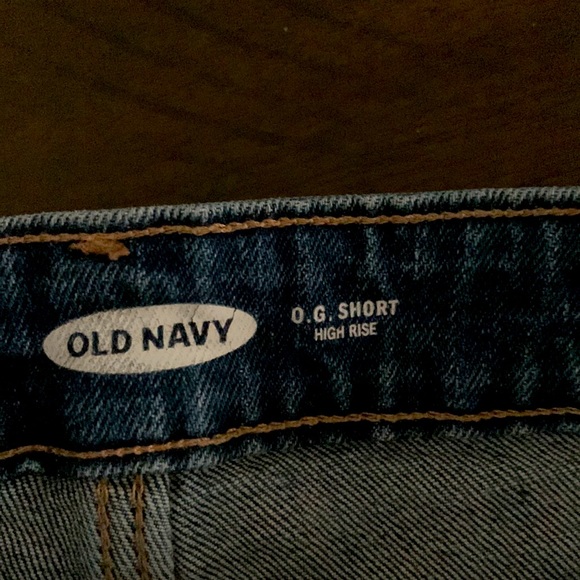 OLD NAVY
O.G. SHORT
HIGH RISE